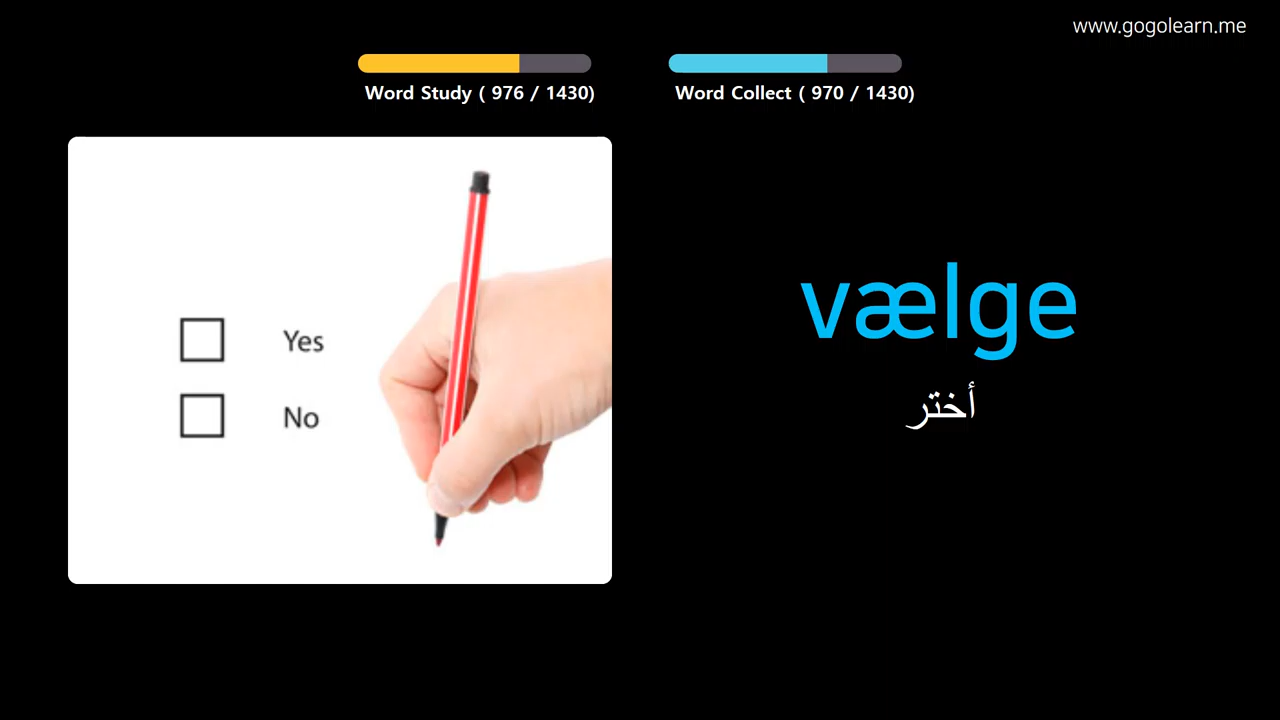 www.gogolearn.me
Word Study ( 976 / 1430)
Word Collect ( 970 / 1430)
Yes
No
vælge
أختر